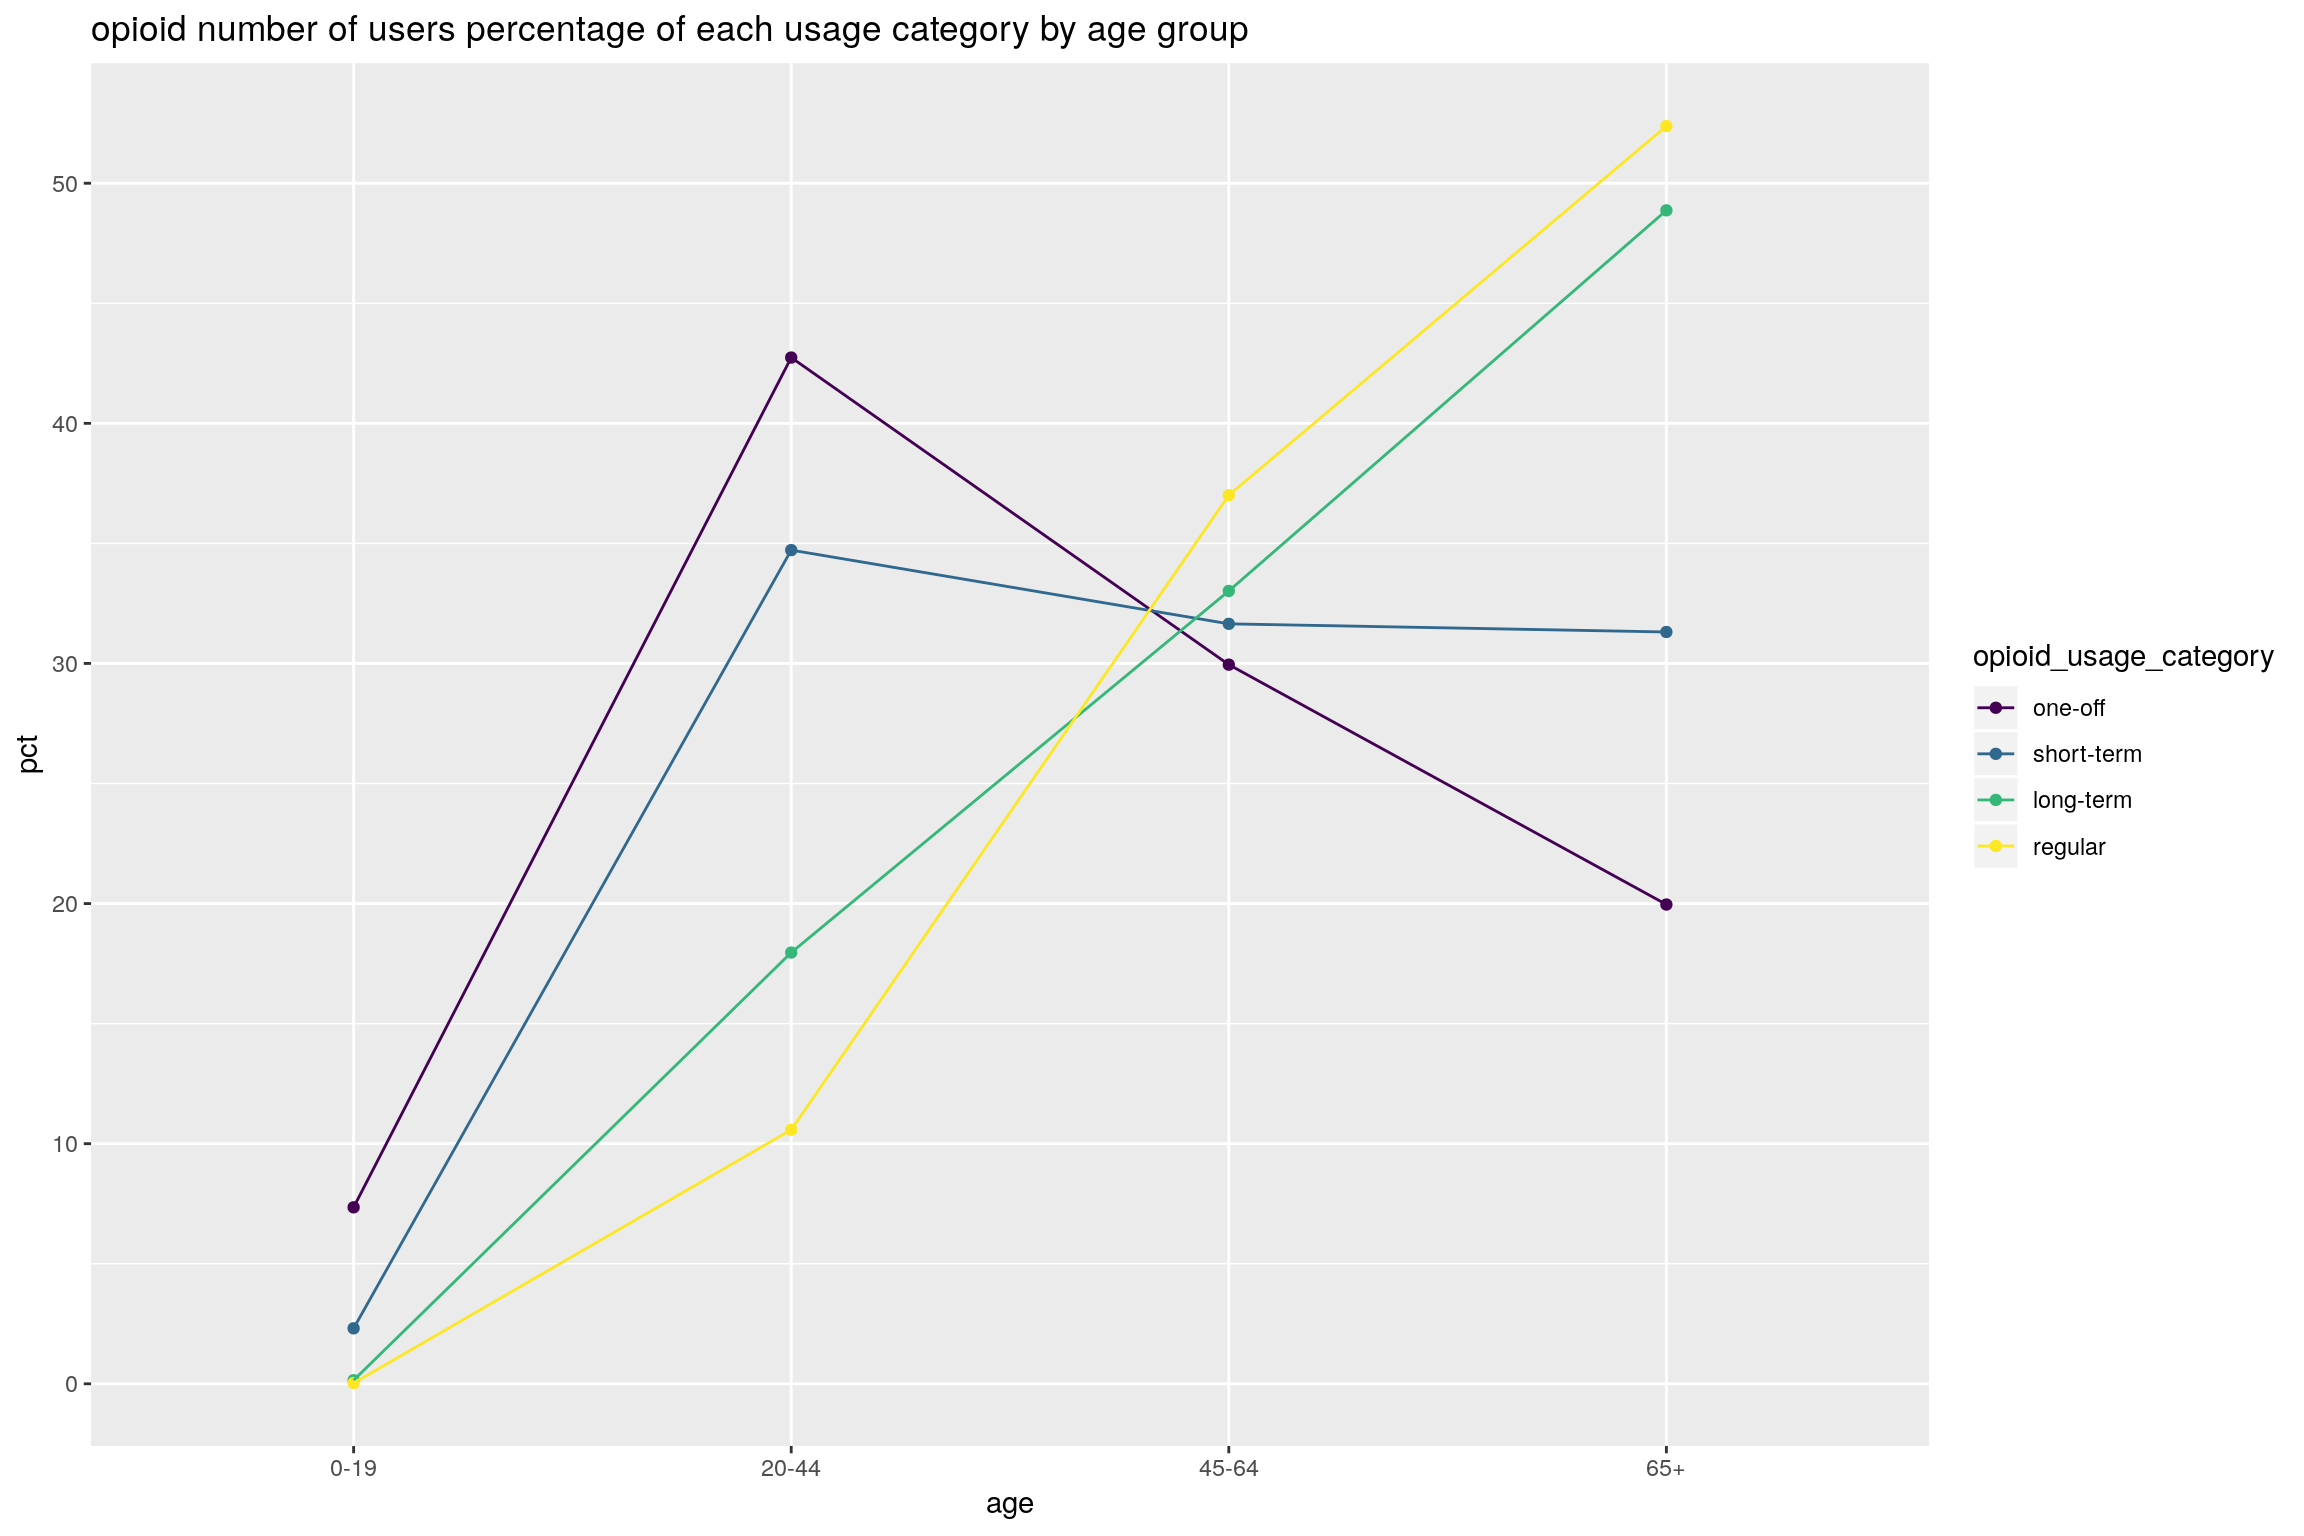 opioid number of users percentage of each usage category by age group
50
40
30
20
10
0
pct
0-19 20-44 45-64 65+
age
opioid_usage_category
one-off
short-term
long-term
regular